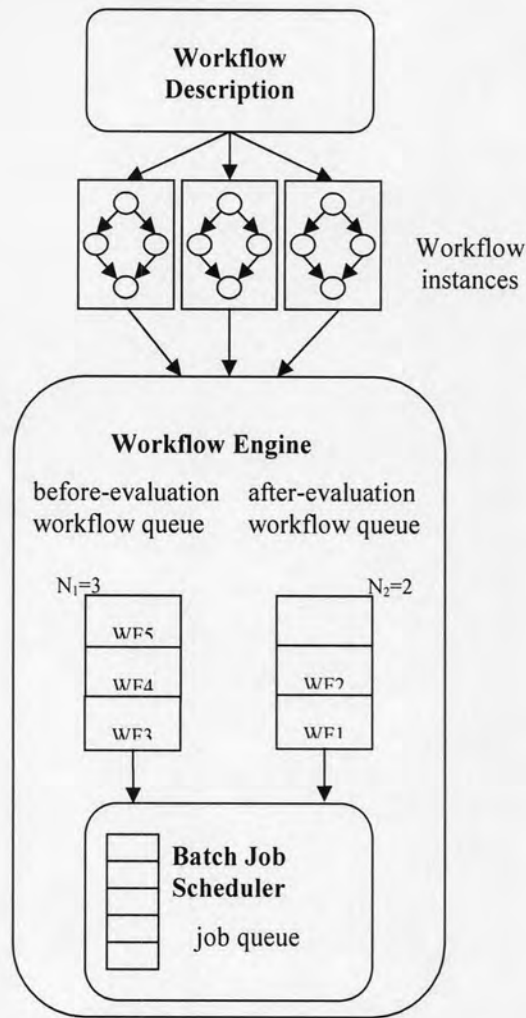 Workflow
Description
Workflow
instances
Workflow Engine
before-evaluation
workflow queue
after-evaluation
workflow queue
N₁=3
N₂=2
WF5
WF4
WF3
WF2
WF1
Batch Job
Scheduler
job queue